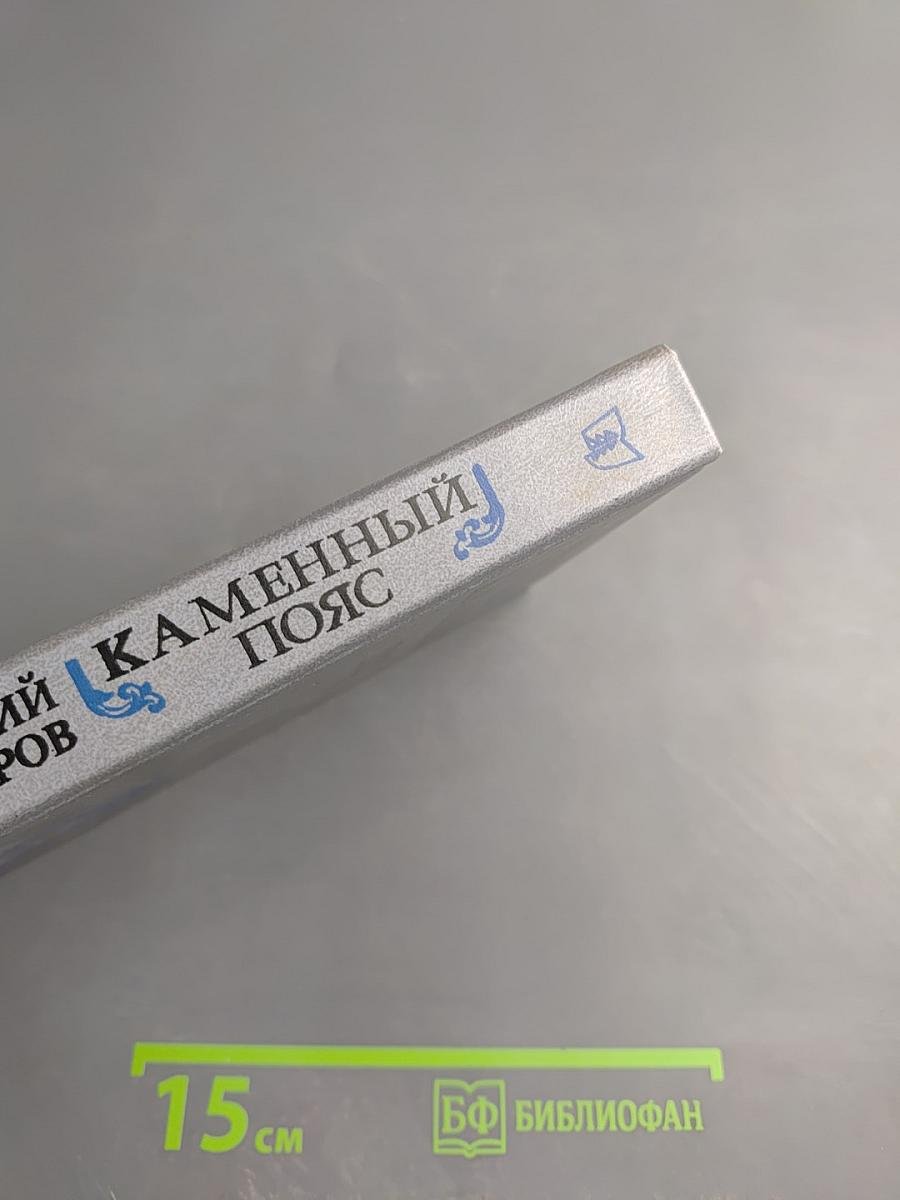 ИЙ
РОВ
КАМЕННЫЙ
ПОЯС
15 см
БФ БИБЛИОФАН